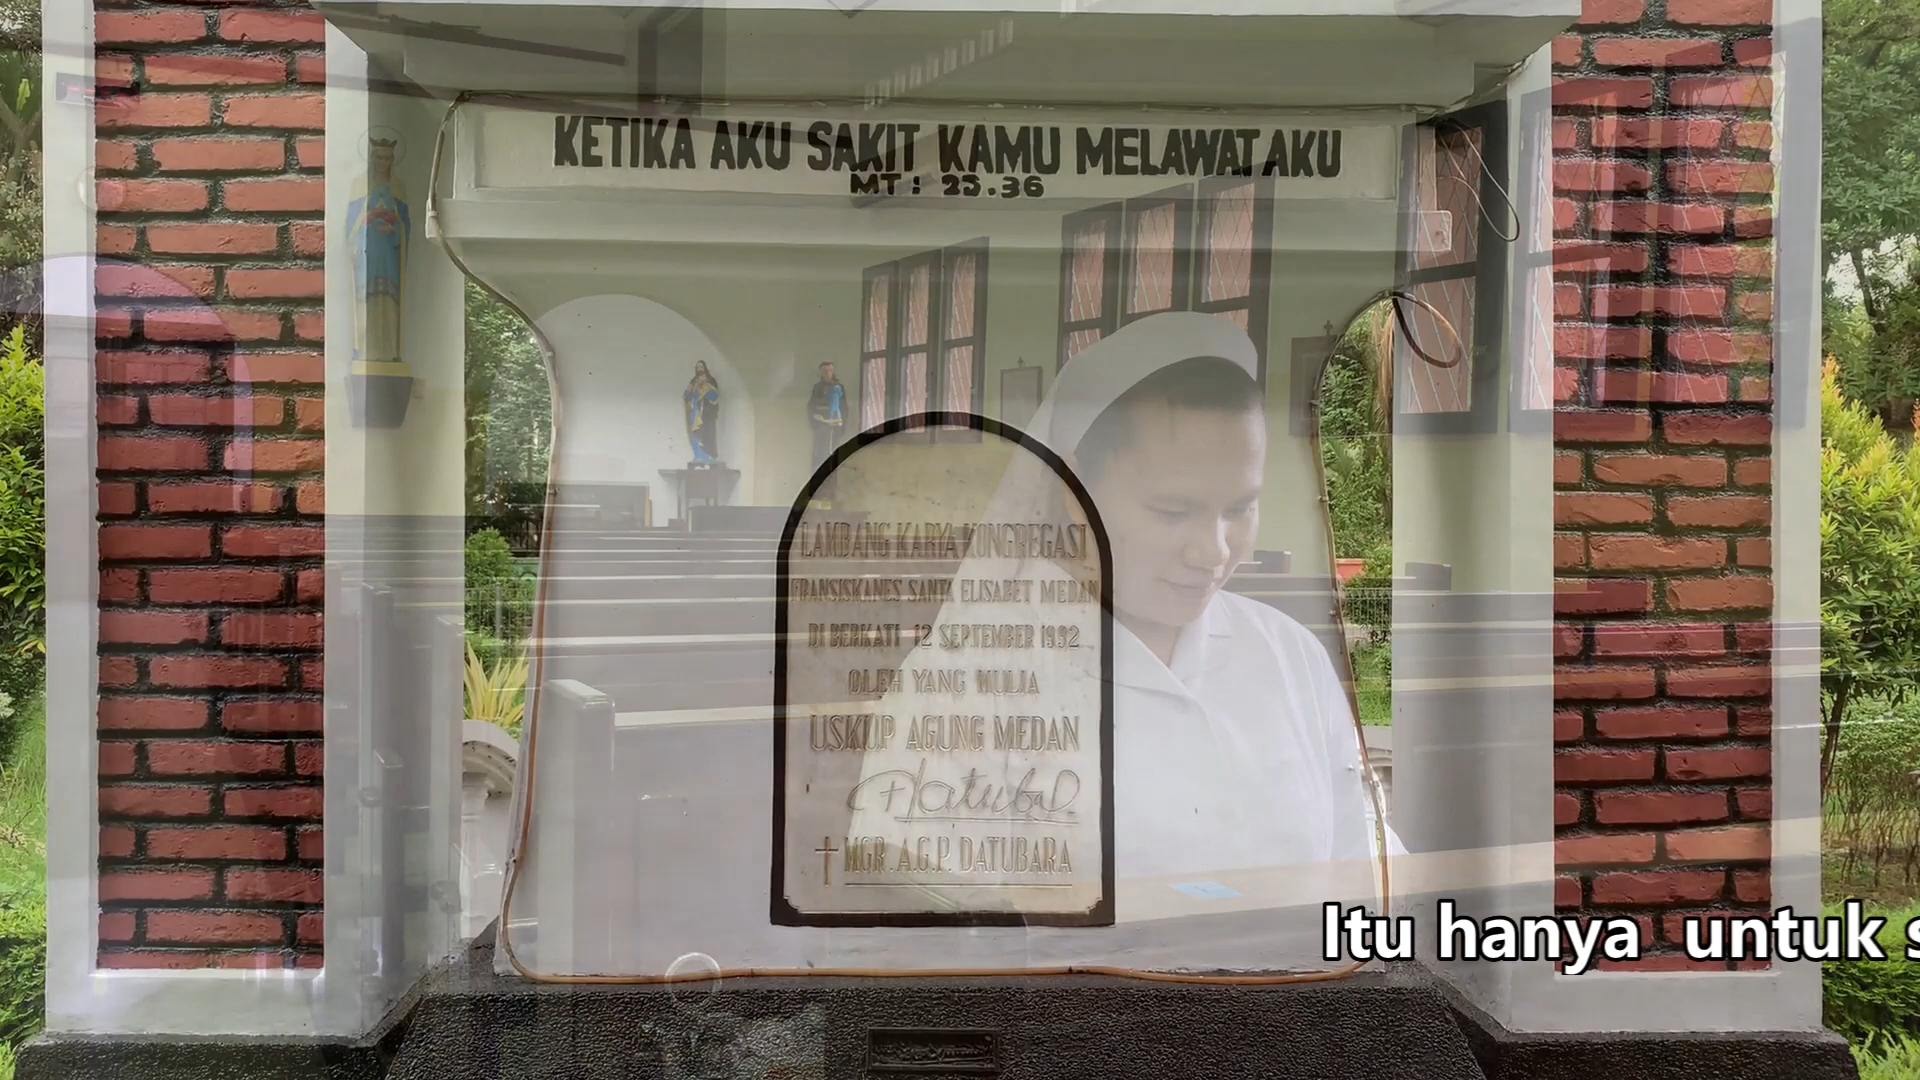 KETIKA AKU SAKIT KAMU MELAWAT AKU
MT : 25.36
LAMBANG KARYA KONGREGASI
FRANSISKANES SANTA ELISABET MEDAN
DI BERKATI 12 SEPTEMBER 1992
OLEH YANG MULIA
USKUP AGUNG MEDAN
MGR. A.G.P. DATUBARA
Itu hanya untuk s